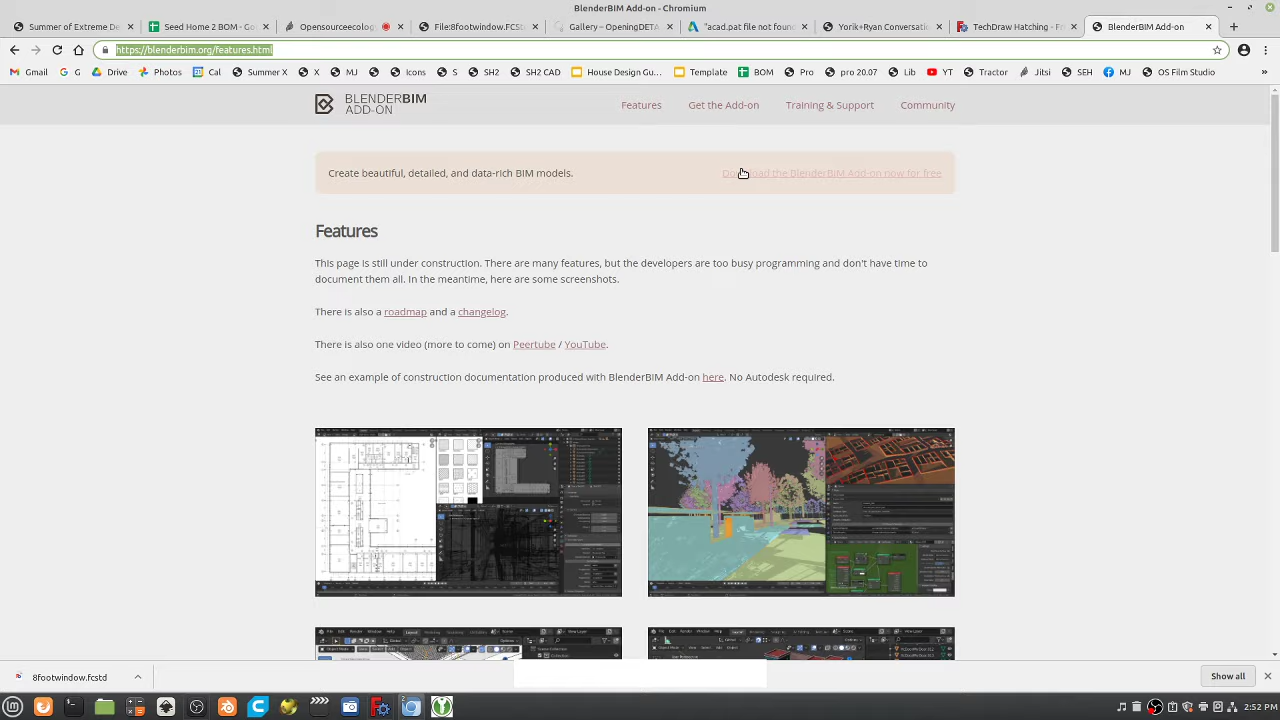 BlenderBIM Add-on - Chromium
Summer of Extreme De
Seed Home 2 BOM - Go
Opensourceecolog
File:8footwindow.FCSta
Gallery – OpeningDETA
"acad.pat file not found
Yorik+Ryan Conversatio
TechDraw Hatching - Fr
BlenderBIM Add-on
https://blenderbim.org/features.html
Gmail
G
Drive
Photos
Cal
Summer X
X
MJ
Icons
S
SH2
SH2 CAD
House Design Gu...
Template
BOM
Pro
pro 20.07
Lib
YT
Tractor
Jitsi
SEH
MJ
OS Film Studio
»
BLENDERBIM
ADD-ON
Features
Get the Add-on
Training & Support
Community
Create beautiful, detailed, and data-rich BIM models.
Download the BlenderBIM Add-on now for free
Features
This page is still under construction. There are many features, but the developers are too busy programming and don't have time to
document them all. In the meantime, here are some screenshots.
There is also a roadmap and a changelog.
There is also one video (more to come) on Peertube / YouTube.
See an example of construction documentation produced with BlenderBIM Add-on here. No Autodesk required.
8footwindow.fcstd
Show all
2:52 PM